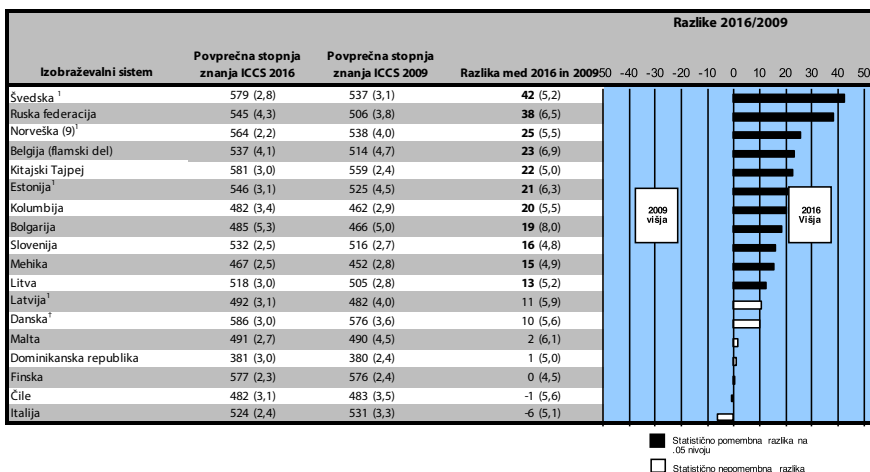 Razlike 2016/2009
Izobraževalni sistem Povprečna stopnja znanja ICCS 2016 Povprečna stopnja znanja ICCS 2009 Razlika med 2016 in 2009
50 -40 -30 -20 -10 0 10 20 30 40 50
Švedska ¹ 579 (2,8) 537 (3,1) 42 (5,2)
Ruska federacija 545 (4,3) 506 (3,8) 38 (6,5)
Norveška (9)¹ 564 (2,2) 538 (4,0) 25 (5,5)
Belgija (flamski del) 537 (4,1) 514 (4,7) 23 (6,9)
Kitajski Tajpej 581 (3,0) 559 (2,4) 22 (5,0)
Estonija¹ 546 (3,1) 525 (4,5) 21 (6,3)
Kolumbija 482 (3,4) 462 (2,9) 20 (5,5)
Bolgarija 485 (5,3) 466 (5,0) 19 (8,0)
Slovenija 532 (2,5) 516 (2,7) 16 (4,8)
Mehika 467 (2,5) 452 (2,8) 15 (4,9)
Litva 518 (3,0) 505 (2,8) 13 (5,2)
Latvija¹ 492 (3,1) 482 (4,0) 11 (5,9)
Danska† 586 (3,0) 576 (3,6) 10 (5,6)
Malta 491 (2,7) 490 (4,5) 2 (6,1)
Dominikanska republika 381 (3,0) 380 (2,4) 1 (5,0)
Finska 577 (2,3) 576 (2,4) 0 (4,5)
Čile 482 (3,1) 483 (3,5) -1 (5,6)
Italija 524 (2,4) 531 (3,3) -6 (5,1)
2009
višja
2016
Višja
Statistično pomembna razlika na
.05 nivoju
Statistično nepomembna razlika